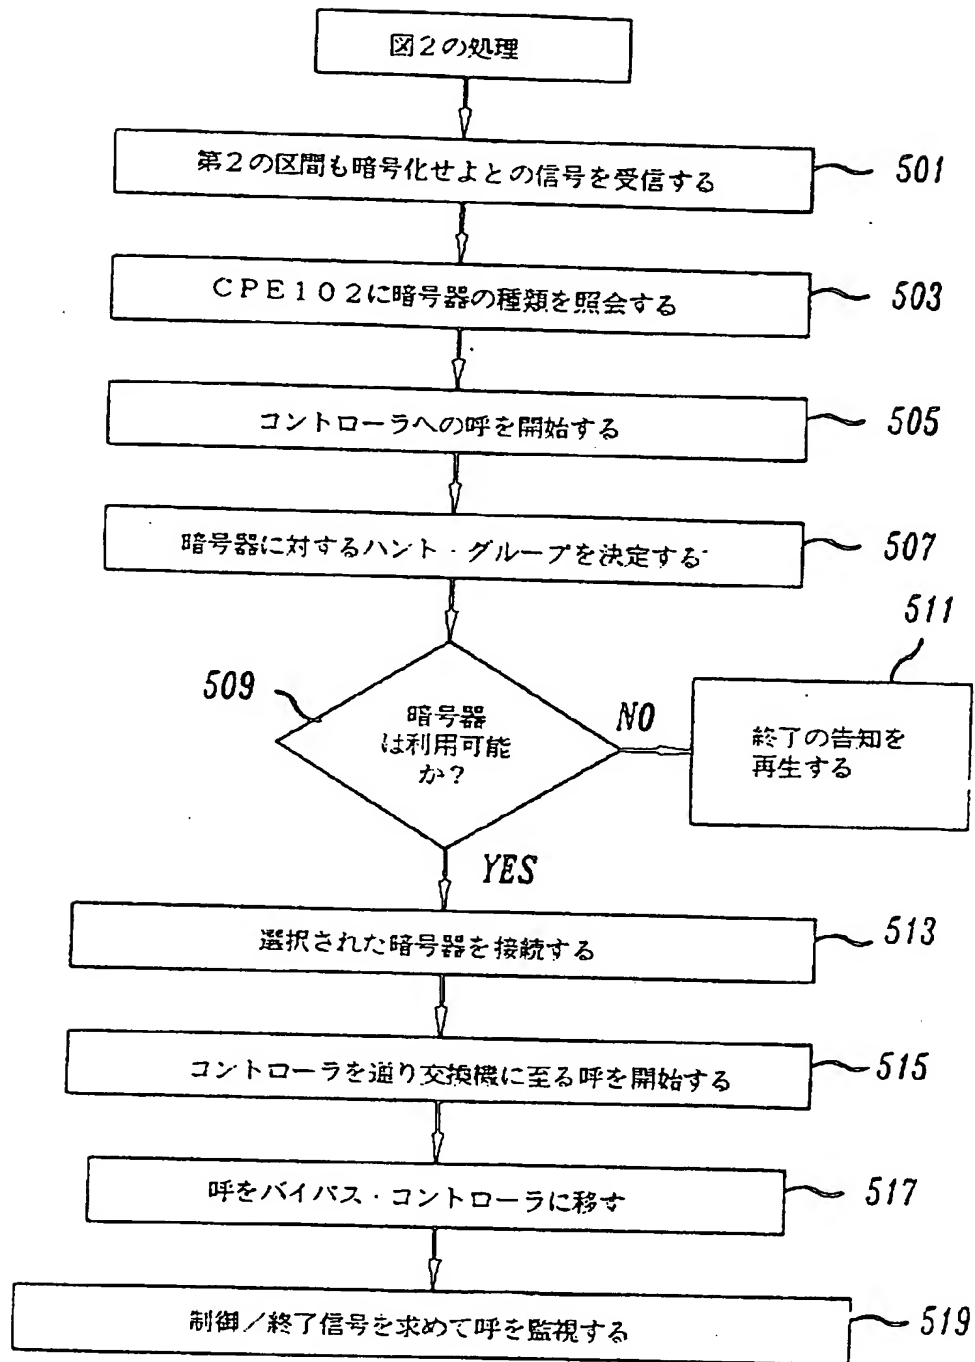 図2の処理
第2の区間も暗号化せよとの信号を受信する
501
CPE102に暗号器の種類を照会する
503
コントローラへの呼を開始する
505
暗号器に対するハント・グループを決定する
507
511
509
暗号器
は利用可能
か?
NO
終了の告知を
再生する
YES
選択された暗号器を接続する
513
コントローラを通り交換機に至る呼を開始する
515
呼をバイパス・コントローラに移す
517
制御/終了信号を求めて呼を監視する
519